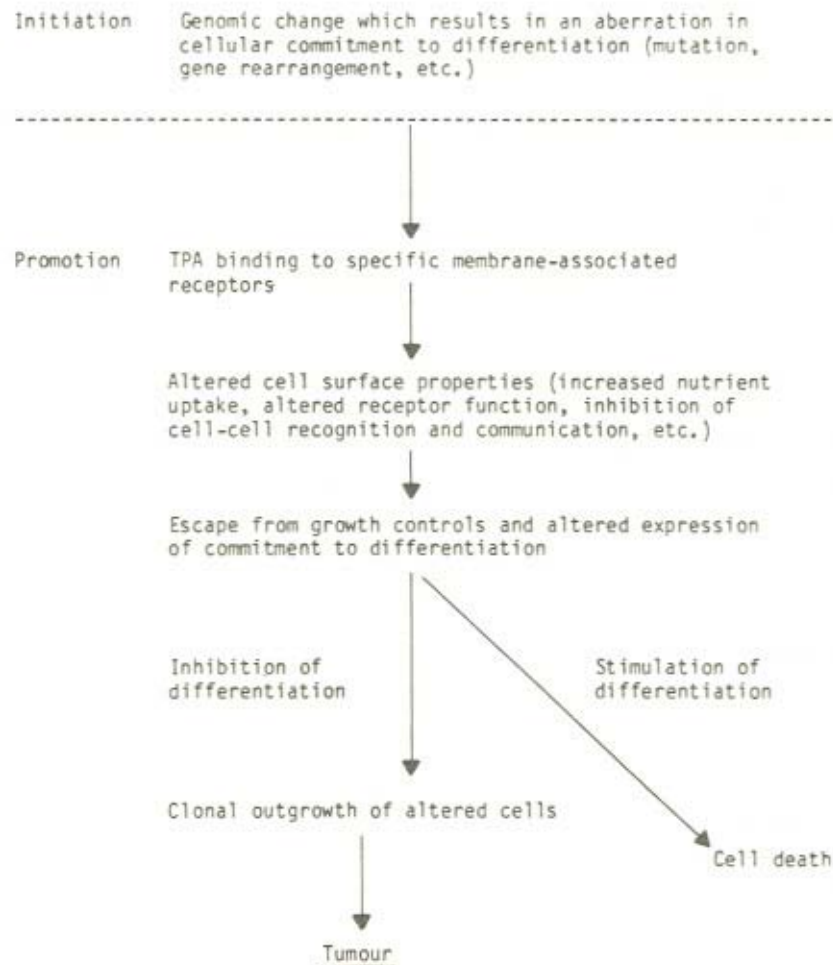 Initiation Genomic change which results in an aberration in
cellular commitment to differentiation (mutation,
gene rearrangement, etc.)
Promotion TPA binding to specific membrane-associated
receptors
Altered cell surface properties (increased nutrient
uptake, altered receptor function, inhibition of
cell-cell recognition and communication, etc.)
Escape from growth controls and altered expression
of commitment to differentiation
Inhibition of
differentiation
Stimulation of
differentiation
Clonal outgrowth of altered cells
Cell death
Tumour